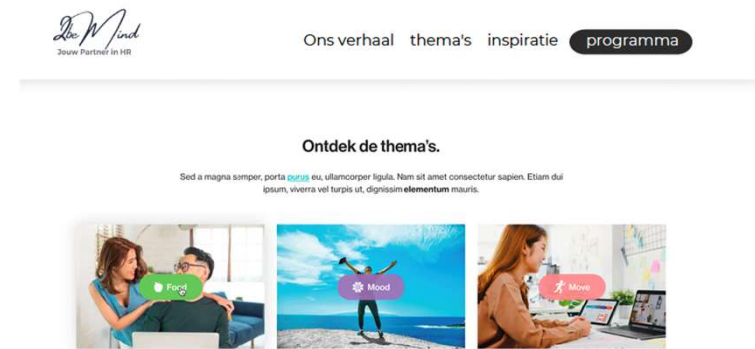 2be Mind
Jouw Partner in HR
Ons verhaal thema's inspiratie programma
Ontdek de thema's.
Sed a magna semper, porta purus eu, ullamcorper ligula. Nam sit amet consectetur sapien. Etiam dui
ipsum, viverra vel turpis ut, dignissim elementum mauris.
Food Mood Move